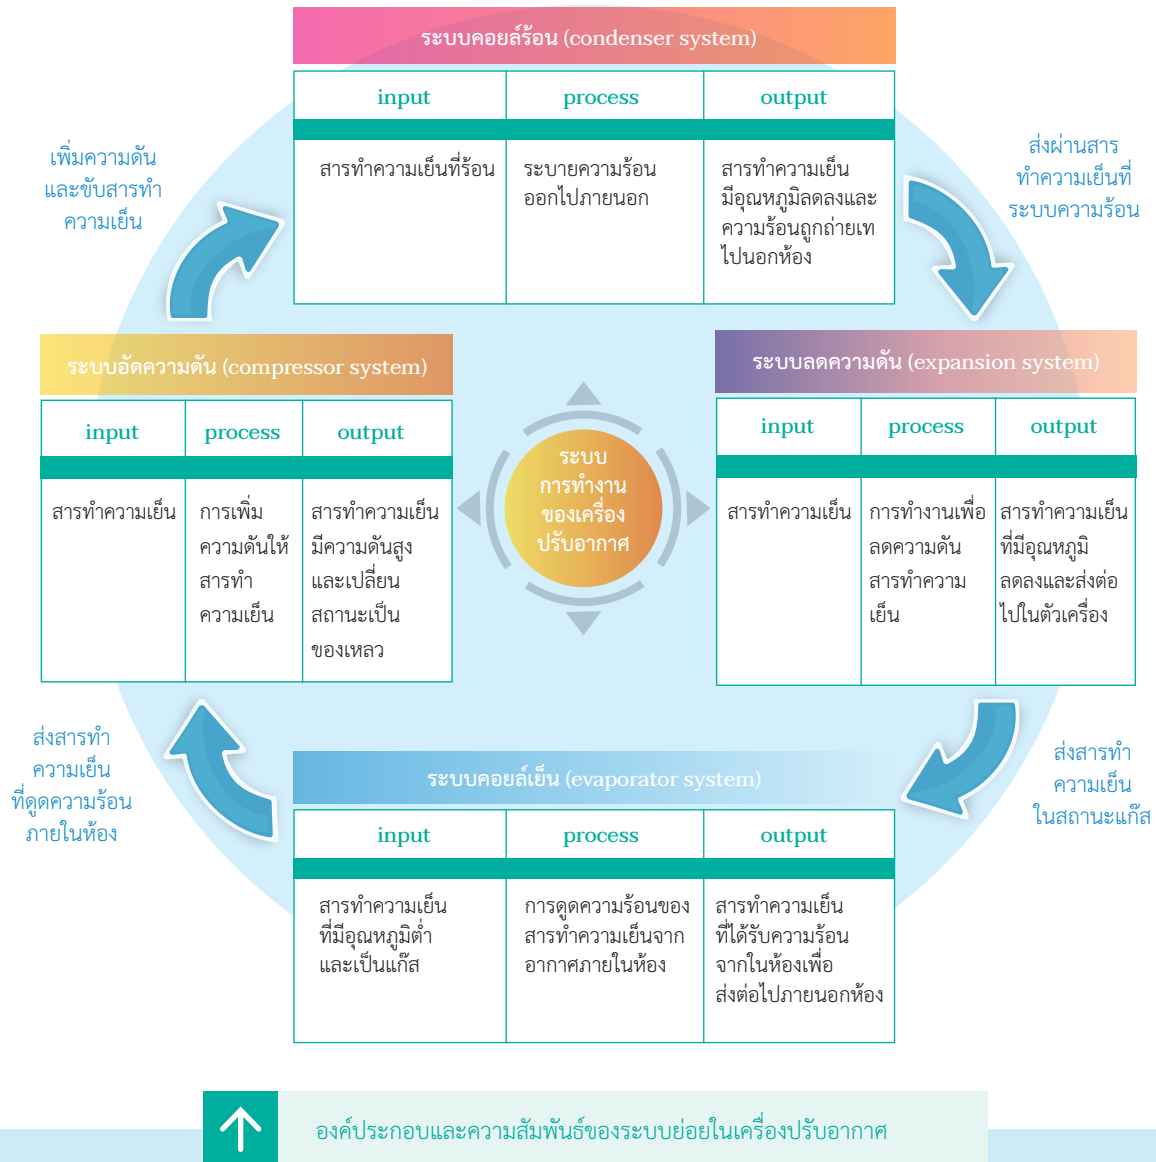 ระบบคอยล์ร้อน (condenser system)
input process output
สารทำความเย็นที่ร้อน
ระบายความร้อน
ออกไปภายนอก
สารทำความเย็น
มีอุณหภูมิลดลงและ
ความร้อนถูกถ่ายเท
ไปนอกห้อง
เพิ่มความดัน
และขับสารทำ
ความเย็น
ส่งผ่านสาร
ทำความเย็นที่
ระบบความร้อน
ระบบอัดความดัน (compressor system)
input process output
สารทำความเย็น
การเพิ่ม
ความดันให้
สารทำ
ความเย็น
สารทำความเย็น
มีความดันสูง
และเปลี่ยน
สถานะเป็น
ของเหลว
ระบบ
การทำงาน
ของเครื่อง
ปรับอากาศ
ระบบลดความดัน (expansion system)
input process output
สารทำความเย็น
การทำงานเพื่อ
ลดความดัน
สารทำความ
เย็น
สารทำความเย็น
ที่มีอุณหภูมิ
ลดลงและส่งต่อ
ไปในตัวเครื่อง
ส่งสารทำ
ความเย็น
ที่ดูดความร้อน
ภายในห้อง
ส่งสารทำ
ความเย็น
ในสถานะแก๊ส
ระบบคอยล์เย็น (evaporator system)
input process output
สารทำความเย็น
ที่มีอุณหภูมิต่ำ
และเป็นแก๊ส
การดูดความร้อนของ
สารทำความเย็นจาก
อากาศภายในห้อง
สารทำความเย็น
ที่ได้รับความร้อน
จากในห้องเพื่อ
ส่งต่อไปภายนอกห้อง
องค์ประกอบและความสัมพันธ์ของระบบย่อยในเครื่องปรับอากาศ